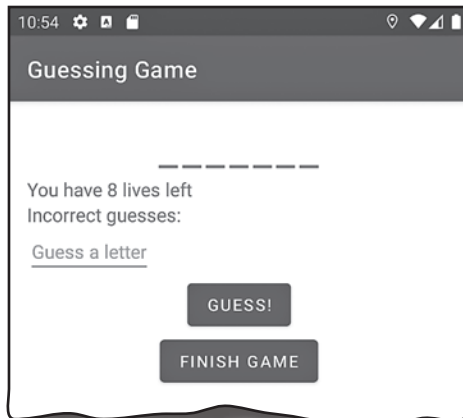 10:54
Guessing Game
_ _ _ _ _ _ _
You have 8 lives left
Incorrect guesses:
Guess a letter
GUESS!
FINISH GAME